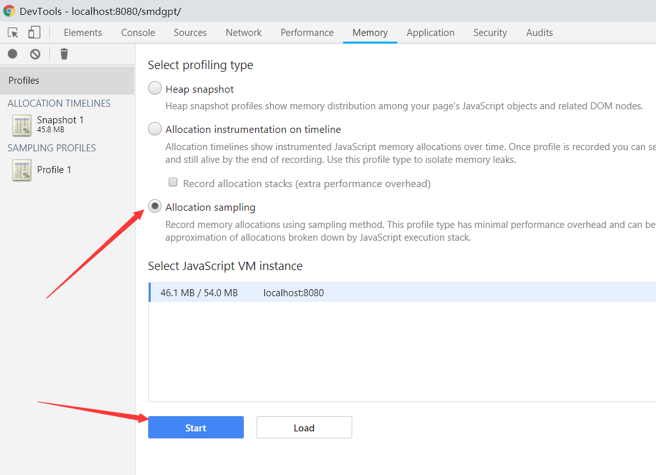 DevTools - localhost:8080/smdgpt/
Elements Console Sources Network Performance Memory Application Security Audits
Profiles
ALLOCATION TIMELINES
Snapshot 1
45.8 MB
SAMPLING PROFILES
Profile 1
Select profiling type
Heap snapshot
Heap snapshot profiles show memory distribution among your page's JavaScript objects and related DOM nodes.
Allocation instrumentation on timeline
Allocation timelines show instrumented JavaScript memory allocations over time. Once profile is recorded you can se
and still alive by the end of recording. Use this profile type to isolate memory leaks.
Record allocation stacks (extra performance overhead)
Allocation sampling
Record memory allocations using sampling method. This profile type has minimal performance overhead and can be
approximation of allocations broken down by JavaScript execution stack.
Select JavaScript VM instance
46.1 MB / 54.0 MB localhost:8080
Start Load